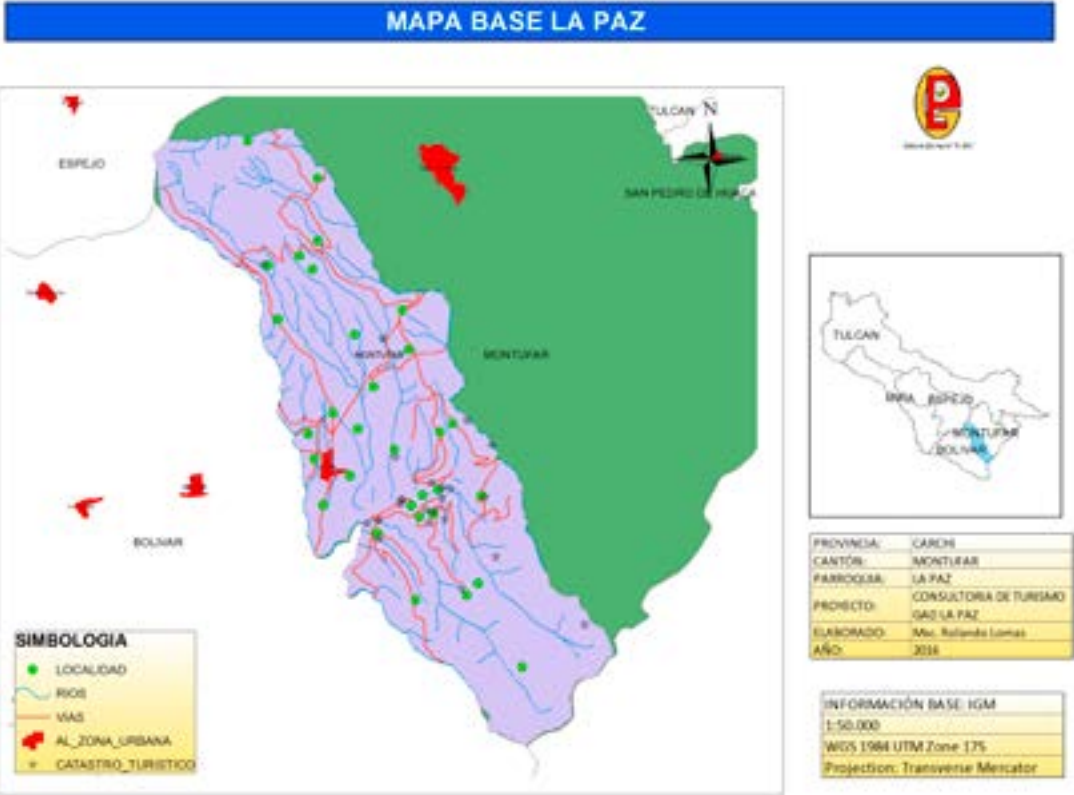 MAPA BASE LA PAZ
TULCAN N
ESPEJO
SAN PEDRO DE HUACA
MONTUFAR
BOLIVAR
SIMBOLOGIA
LOCALIDAD
RIOS
VIAS
AL_ZONA_URBANA
CATASTRO_TURISTICO
TULCAN
MIRA ESPEJO
MONTUFAR
BOLIVAR
PROVINCIA: CARCHI
CANTÓN: MONTUFAR
PARROQUIA: LA PAZ
PROYECTO: CONSULTORIA DE TURISMO
GAD LA PAZ
ELABORADO: Msc. Rolando Lomas
AÑO: 2016
INFORMACIÓN BASE: IGM
1:50.000
WGS 1984 UTM Zone 17S
Projection: Transverse Mercator